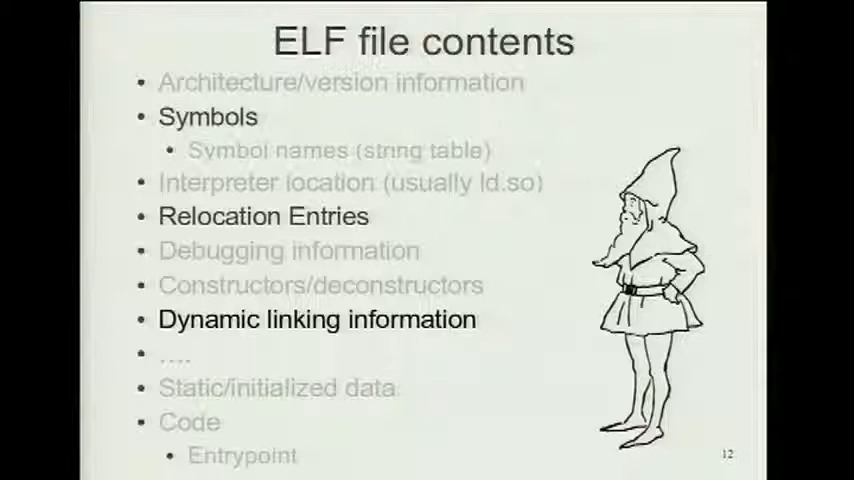 ELF file contents
• Architecture/version information
• Symbols
• Symbol names (string table)
• Interpreter location (usually ld.so)
• Relocation Entries
• Debugging information
• Constructors/deconstructors
• Dynamic linking information
• ....
• Static/initialized data
• Code
• Entrypoint
12